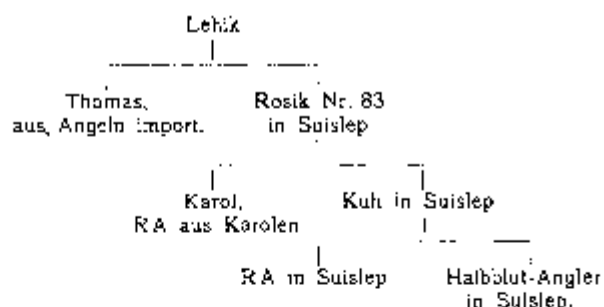 Lehik
Thomas, Rosik Nr. 83
aus Angeln import. in Suislep
Karol, Kuh in Suislep
RA aus Karolen
RA in Suislep Halbblut-Angler
in Suislep.